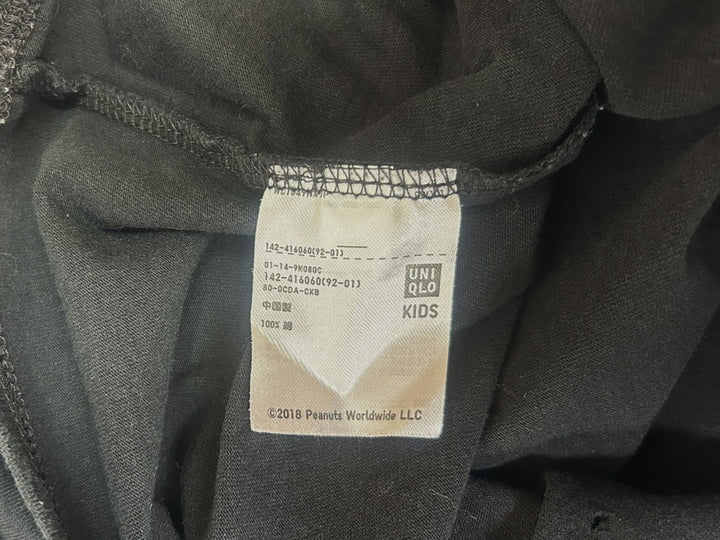 142-416060(92-01)
01-14-9N080C
142-416060(92-01)
80-0CDA-CKB
中国製
100% 綿
UNI
QLO
KIDS
©2018 Peanuts Worldwide LLC